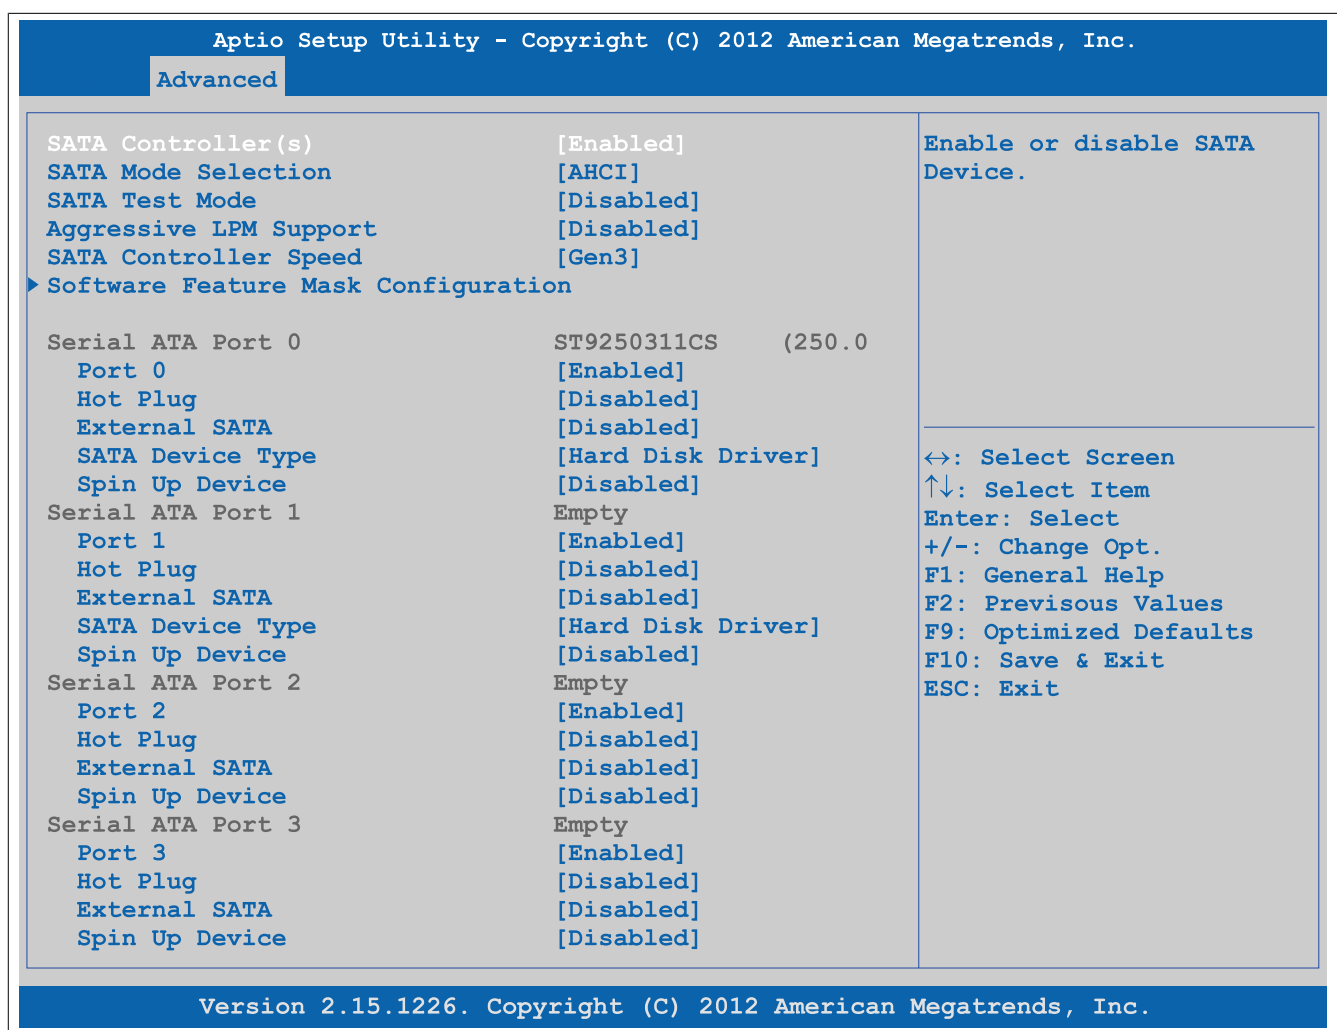 Aptio Setup Utility - Copyright (C) 2012 American Megatrends, Inc.
Advanced
SATA Controller(s) [Enabled]
SATA Mode Selection [AHCI]
SATA Test Mode [Disabled]
Aggressive LPM Support [Disabled]
SATA Controller Speed [Gen3]
Software Feature Mask Configuration
Serial ATA Port 0 ST9250311CS (250.0
Port 0 [Enabled]
Hot Plug [Disabled]
External SATA [Disabled]
SATA Device Type [Hard Disk Driver]
Spin Up Device [Disabled]
Serial ATA Port 1 Empty
Port 1 [Enabled]
Hot Plug [Disabled]
External SATA [Disabled]
SATA Device Type [Hard Disk Driver]
Spin Up Device [Disabled]
Serial ATA Port 2 Empty
Port 2 [Enabled]
Hot Plug [Disabled]
External SATA [Disabled]
Spin Up Device [Disabled]
Serial ATA Port 3 Empty
Port 3 [Enabled]
Hot Plug [Disabled]
External SATA [Disabled]
Spin Up Device [Disabled]
Enable or disable SATA
Device.
↔: Select Screen
↑↓: Select Item
Enter: Select
+/-: Change Opt.
F1: General Help
F2: Previsous Values
F9: Optimized Defaults
F10: Save & Exit
ESC: Exit
Version 2.15.1226. Copyright (C) 2012 American Megatrends, Inc.